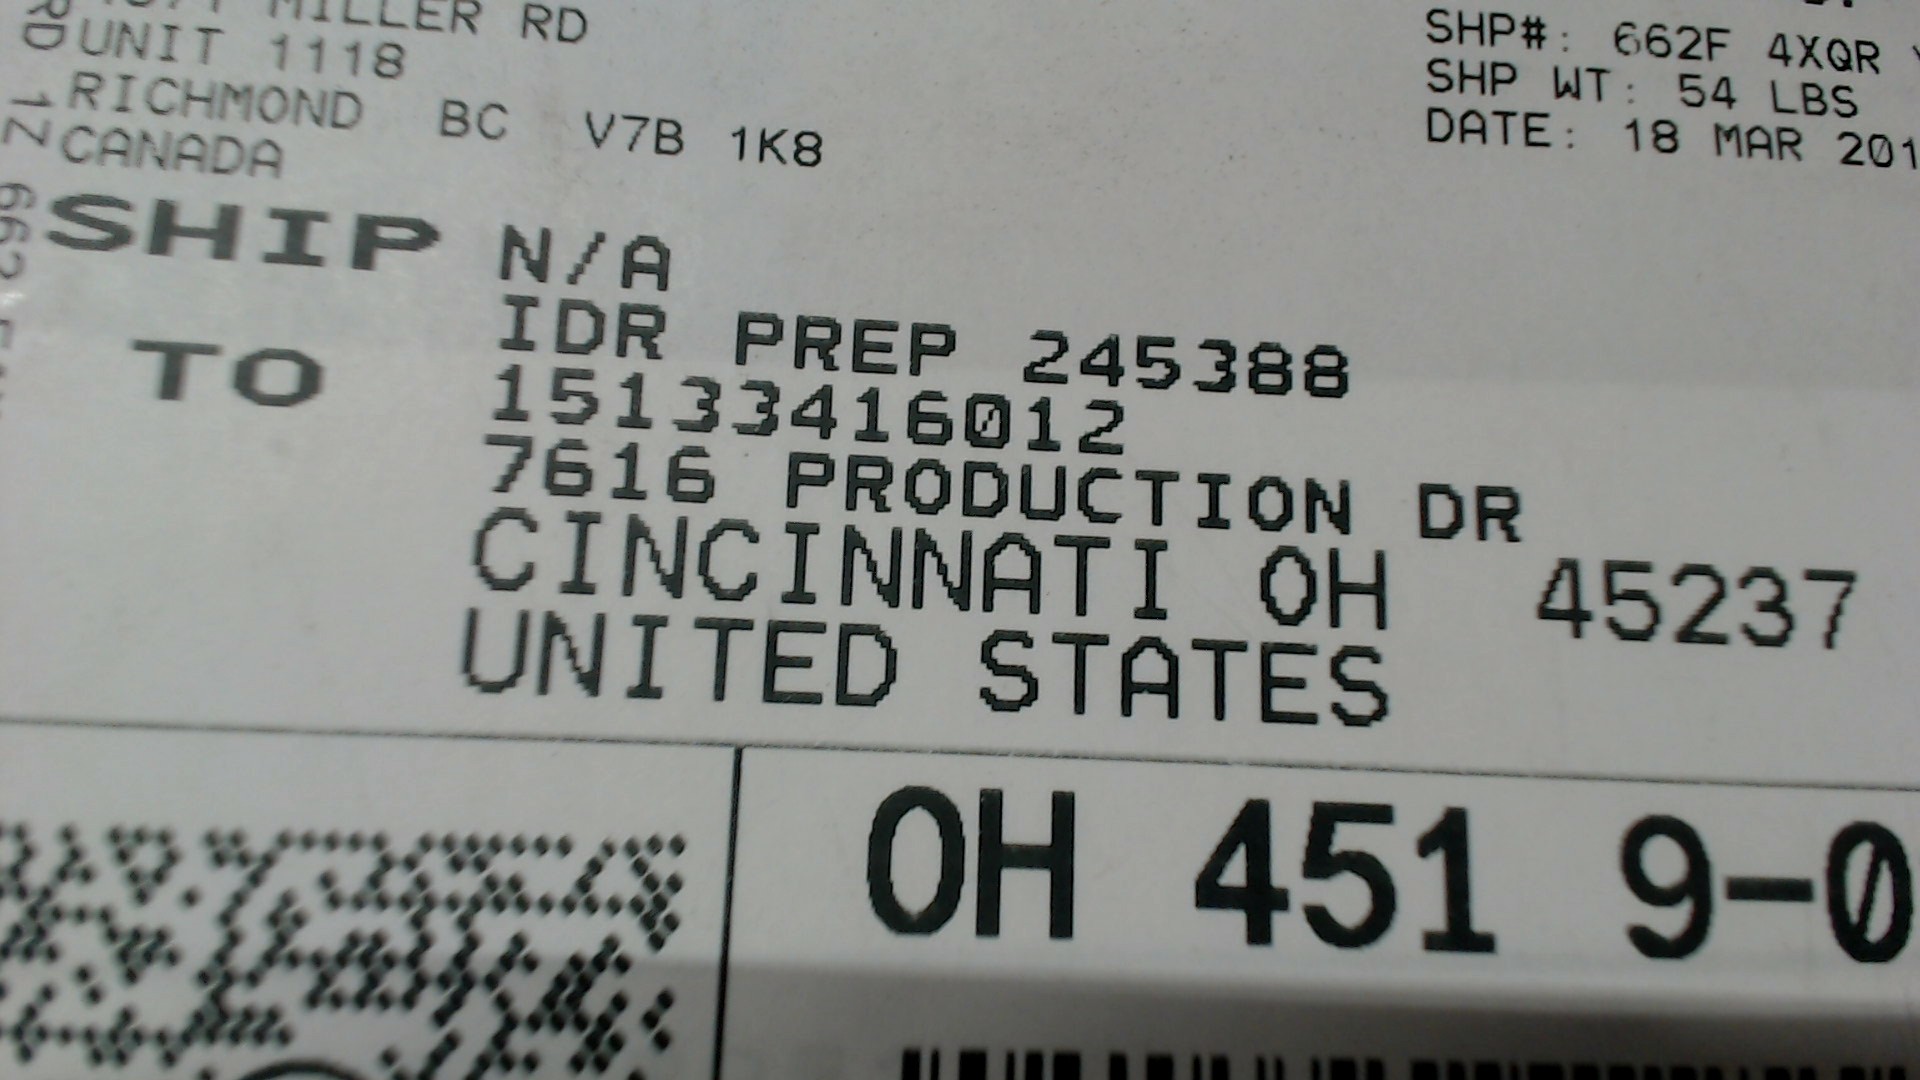 MILLER RD
UNIT 1118
RICHMOND BC V7B 1K8
CANADA
SHP#: 662F 4XQR
SHP WT: 54 LBS
DATE: 18 MAR 201
SHIP TO
N/A
IDR PREP 245388
15133416012
7616 PRODUCTION DR
CINCINNATI OH 45237
UNITED STATES
OH 451 9-0